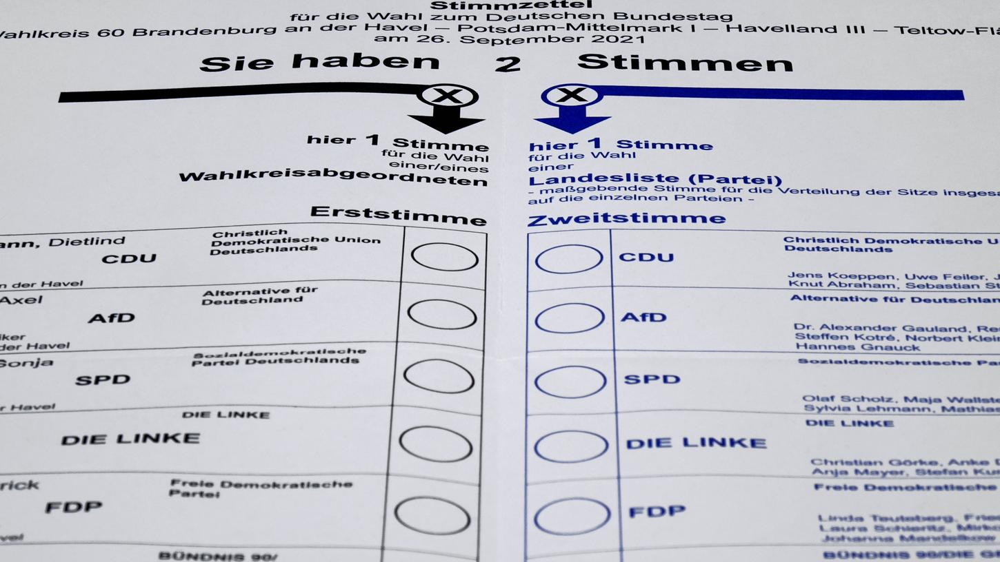 Stimmzettel
für die Wahl zum Deutschen Bundestag
Wahlkreis 60 Brandenburg an der Havel – Potsdam-Mittelmark I – Havelland III – Teltow-Flä
am 26. September 2021
Sie haben 2 Stimmen
X
X
hier 1 Stimme
für die Wahl
einer/eines
Wahlkreisabgeordneten
hier 1 Stimme
für die Wahl
einer
Landesliste (Partei)
- maßgebende Stimme für die Verteilung der Sitze insgesa
auf die einzelnen Parteien -
Erststimme
Zweitstimme
ann, Dietlind
CDU
Christlich
Demokratische Union
Deutschlands
n der Havel
Axel
AfD
Alternative für
Deutschland
iker
der Havel
Sonja
SPD
Sozialdemokratische
Partei Deutschlands
r Havel
DIE LINKE
DIE LINKE
rick
FDP
Freie Demokratische
Partei
vel
BÜNDNIS 90/
CDU
Christlich Demokratische U
Deutschlands
Jens Koeppen, Uwe Feiler, J
Knut Abraham, Sebastian St
AfD
Alternative für Deutschlan
Dr. Alexander Gauland, Re
Steffen Kotré, Norbert Klein
Hannes Gnauck
SPD
Sozialdemokratische Pa
Olaf Scholz, Maja Wallste
Sylvia Lehmann, Mathias
DIE LINKE
DIE LINKE
Christian Görke, Anke D
Anja Mayer, Stefan Kun
FDP
Freie Demokratische
Linda Teuteberg, Frie
Laura Schieritz, Mirko
Johanna Mandelkow
BÜNDNIS 90/DIE G